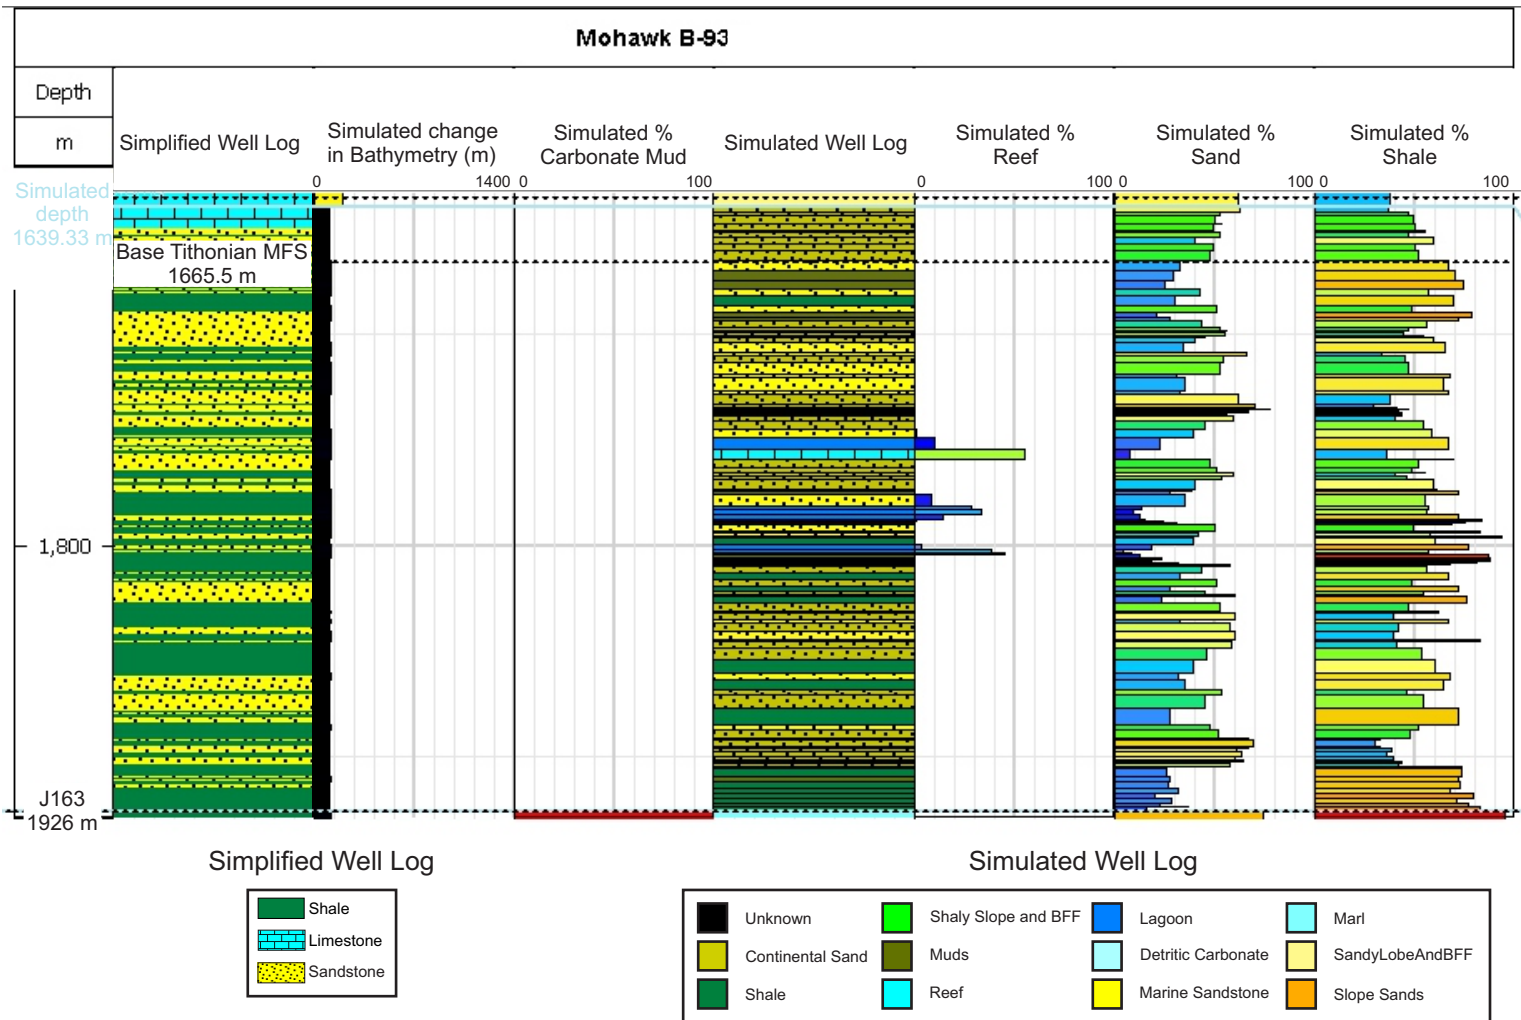 Mohawk B-93
Depth
m
Simplified Well Log
Simulated change
in Bathymetry (m)
Simulated %
Carbonate Mud
Simulated Well Log
Simulated %
Reef
Simulated %
Sand
Simulated %
Shale
0
1400
0
100
0
100
0
100
0
100
Simulated
depth
1639.33 m
Base Tithonian MFS
1665.5 m
1,800
J163
1926 m
Simplified Well Log
Shale
Limestone
Sandstone
Simulated Well Log
Unknown
Shaly Slope and BFF
Lagoon
Marl
Continental Sand
Muds
Detritic Carbonate
SandyLobeAndBFF
Shale
Reef
Marine Sandstone
Slope Sands